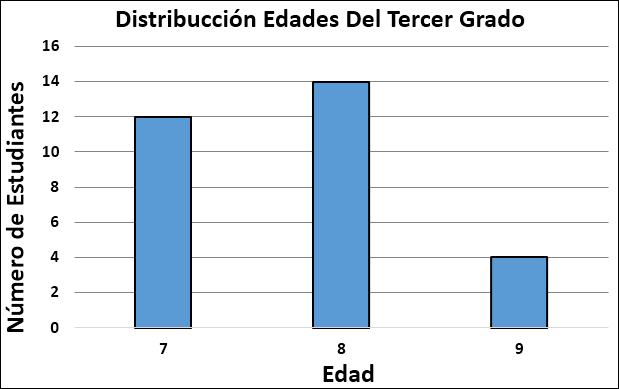 Distribucción Edades Del Tercer Grado
Número de Estudiantes
16
14
12
10
8
6
4
2
0
7 8 9
Edad